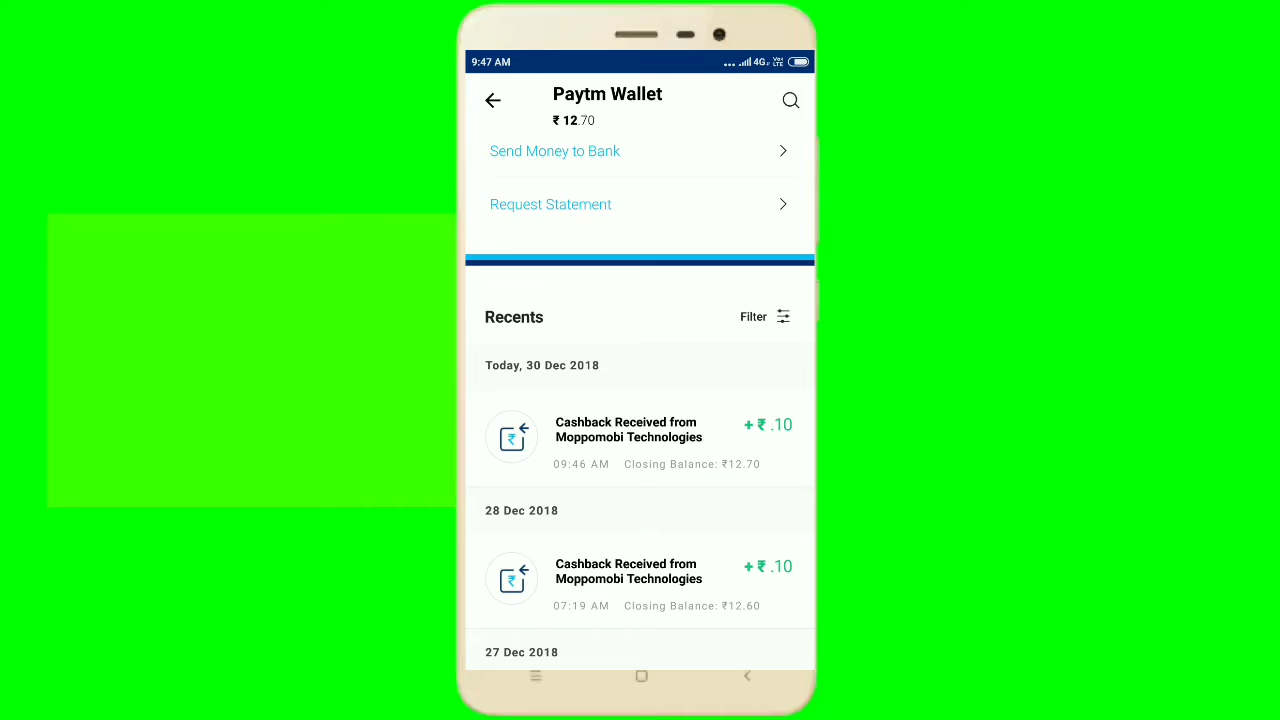 9:47 AM
4G VoLTE
Paytm Wallet
₹ 12.70
Send Money to Bank
Request Statement
Recents
Filter
Today, 30 Dec 2018
Cashback Received from
Moppomobi Technologies
+ ₹ .10
09:46 AM Closing Balance: ₹12.70
28 Dec 2018
Cashback Received from
Moppomobi Technologies
+ ₹ .10
07:19 AM Closing Balance: ₹12.60
27 Dec 2018